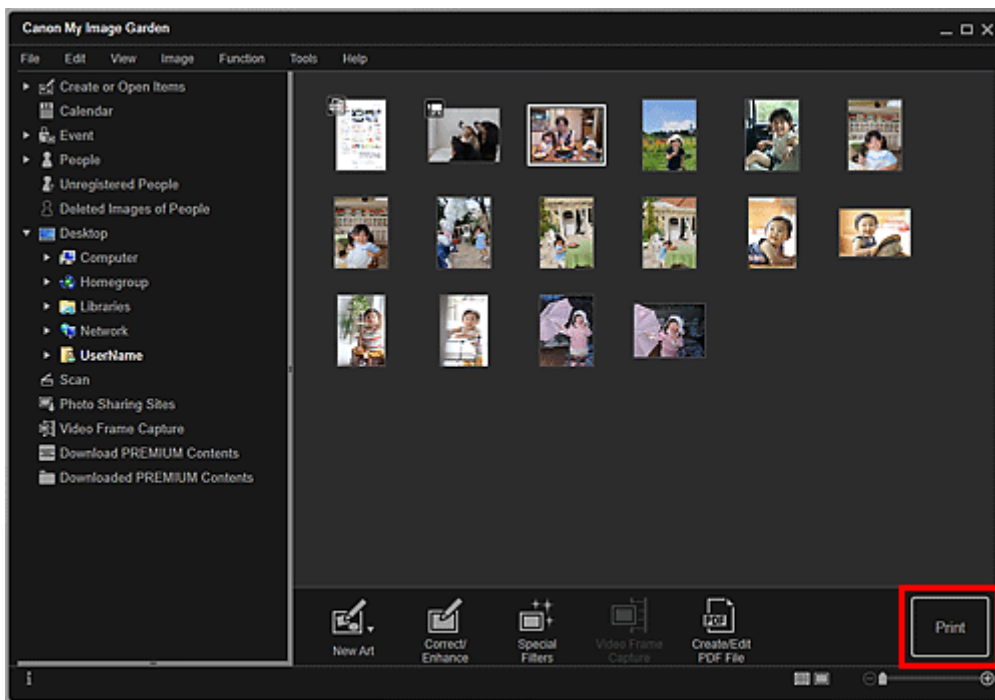 Canon My Image Garden
File Edit View Image Function Tools Help
Create or Open Items
Calendar
Event
People
Unregistered People
Deleted Images of People
Desktop
Computer
Homegroup
Libraries
Network
UserName
Scan
Photo Sharing Sites
Video Frame Capture
Download PREMIUM Contents
Downloaded PREMIUM Contents
New Art
Correct/
Enhance
Special
Filters
Video Frame
Capture
PDF
Create/Edit
PDF File
Print